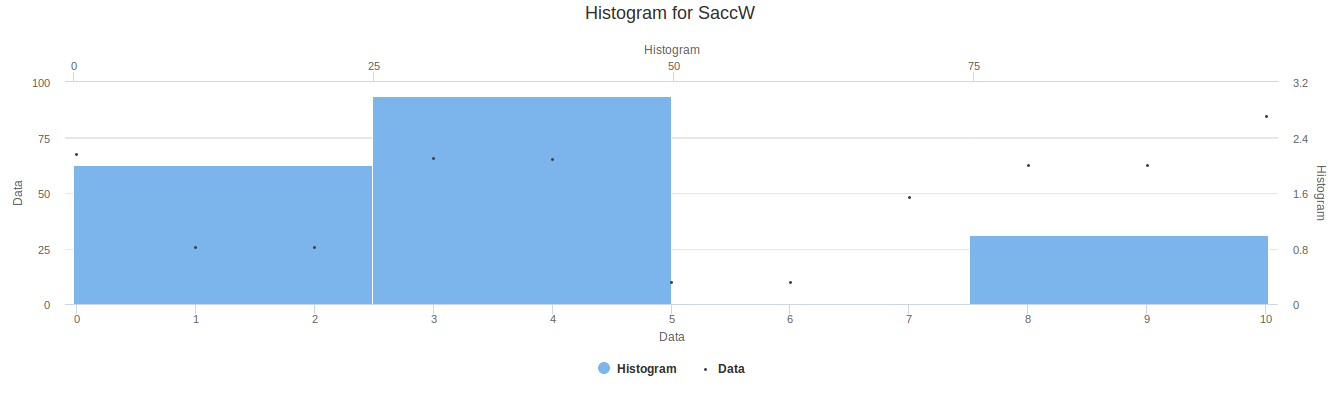 Histogram for SaccW
Histogram
0 25 50 75
100 3.2
75 2.4
50 1.6
25 0.8
0 0
Data
Histogram
0 1 2 3 4 5 6 7 8 9 10
Data
Histogram Data